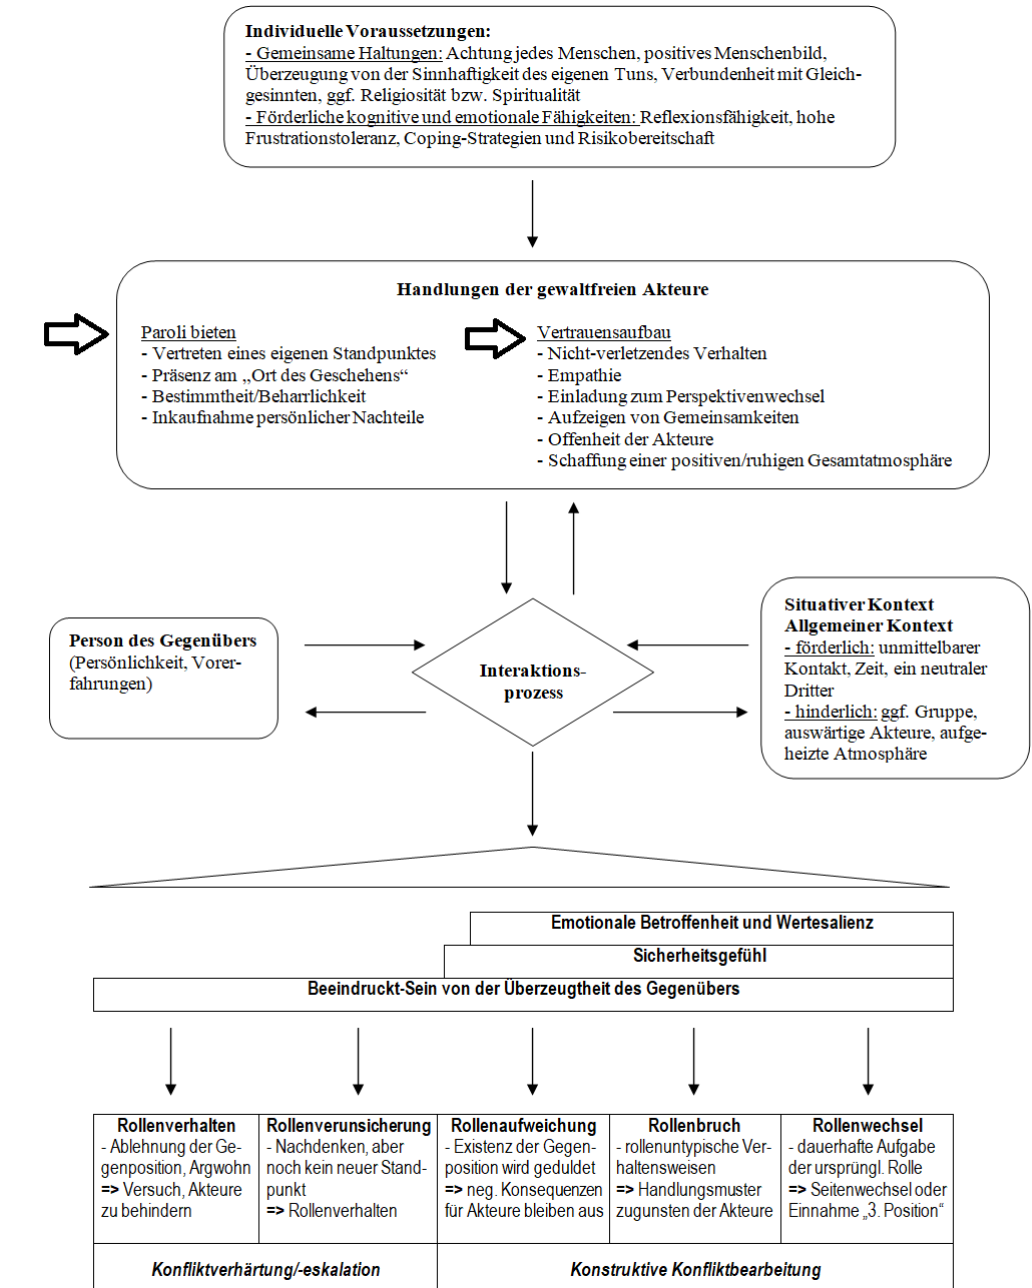 Individuelle Voraussetzungen:
- Gemeinsame Haltungen: Achtung jedes Menschen, positives Menschenbild,
Überzeugung von der Sinnhaftigkeit des eigenen Tuns, Verbundenheit mit Gleich-
gesinnten, ggf. Religiosität bzw. Spiritualität
- Förderliche kognitive und emotionale Fähigkeiten: Reflexionsfähigkeit, hohe
Frustrationstoleranz, Coping-Strategien und Risikobereitschaft
Handlungen der gewaltfreien Akteure
Paroli bieten
- Vertreten eines eigenen Standpunktes
- Präsenz am „Ort des Geschehens“
- Bestimmtheit/Beharrlichkeit
- Inkaufnahme persönlicher Nachteile
Vertrauensaufbau
- Nicht-verletzendes Verhalten
- Empathie
- Einladung zum Perspektivenwechsel
- Aufzeigen von Gemeinsamkeiten
- Offenheit der Akteure
- Schaffung einer positiven/ruhigen Gesamtatmosphäre
Person des Gegenübers
(Persönlichkeit, Vorer-
fahrungen)
Interaktions-
prozess
Situativer Kontext
Allgemeiner Kontext
- förderlich: unmittelbarer
Kontakt, Zeit, ein neutraler
Dritter
- hinderlich: ggf. Gruppe,
auswärtige Akteure, aufge-
heizte Atmosphäre
Emotionale Betroffenheit und Wertesalienz
Sicherheitsgefühl
Beeindruckt-Sein von der Überzeugtheit des Gegenübers
Rollenverhalten
- Ablehnung der Ge-
genposition, Argwohn
=> Versuch, Akteure
zu behindern
Rollenverunsicherung
- Nachdenken, aber
noch kein neuer Stand-
punkt
=> Rollenverhalten
Rollenaufweichung
- Existenz der Gegen-
position wird geduldet
=> neg. Konsequenzen
für Akteure bleiben aus
Rollenbruch
- rollenuntypische Ver-
haltensweisen
=> Handlungsmuster
zugunsten der Akteure
Rollenwechsel
- dauerhafte Aufgabe
der ursprüngl. Rolle
=> Seitenwechsel oder
Einnahme „3. Position“
Konfliktverhärtung/-eskalation
Konstruktive Konfliktbearbeitung